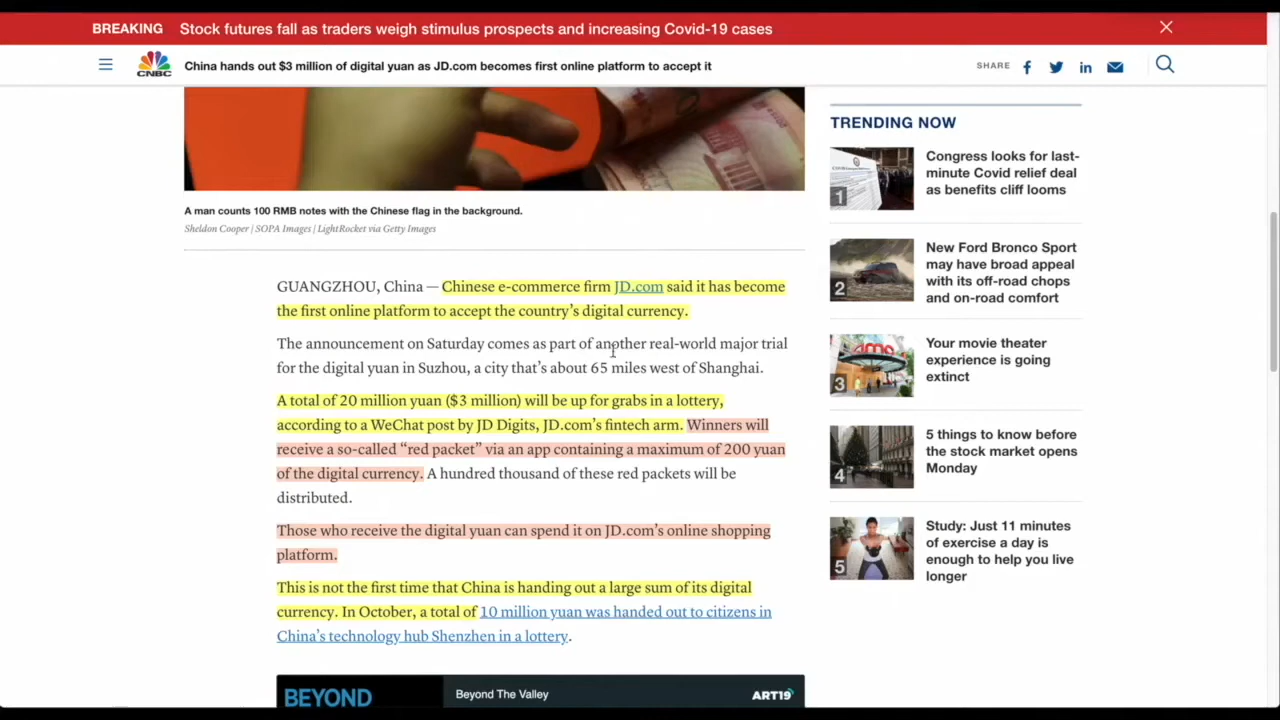 BREAKING Stock futures fall as traders weigh stimulus prospects and increasing Covid-19 cases
CNBC
China hands out $3 million of digital yuan as JD.com becomes first online platform to accept it
SHARE
A man counts 100 RMB notes with the Chinese flag in the background.
Sheldon Cooper | SOPA Images | LightRocket via Getty Images
GUANGZHOU, China — Chinese e-commerce firm JD.com said it has become
the first online platform to accept the country's digital currency.
The announcement on Saturday comes as part of another real-world major trial
for the digital yuan in Suzhou, a city that's about 65 miles west of Shanghai.
A total of 20 million yuan ($3 million) will be up for grabs in a lottery,
according to a WeChat post by JD Digits, JD.com's fintech arm. Winners will
receive a so-called “red packet” via an app containing a maximum of 200 yuan
of the digital currency. A hundred thousand of these red packets will be
distributed.
Those who receive the digital yuan can spend it on JD.com's online shopping
platform.
This is not the first time that China is handing out a large sum of its digital
currency. In October, a total of 10 million yuan was handed out to citizens in
China's technology hub Shenzhen in a lottery.
BEYOND
Beyond The Valley
ART19
TRENDING NOW
1
Congress looks for last-
minute Covid relief deal
as benefits cliff looms
2
New Ford Bronco Sport
may have broad appeal
with its off-road chops
and on-road comfort
3
amc
Your movie theater
experience is going
extinct
4
5 things to know before
the stock market opens
Monday
5
Study: Just 11 minutes
of exercise a day is
enough to help you live
longer